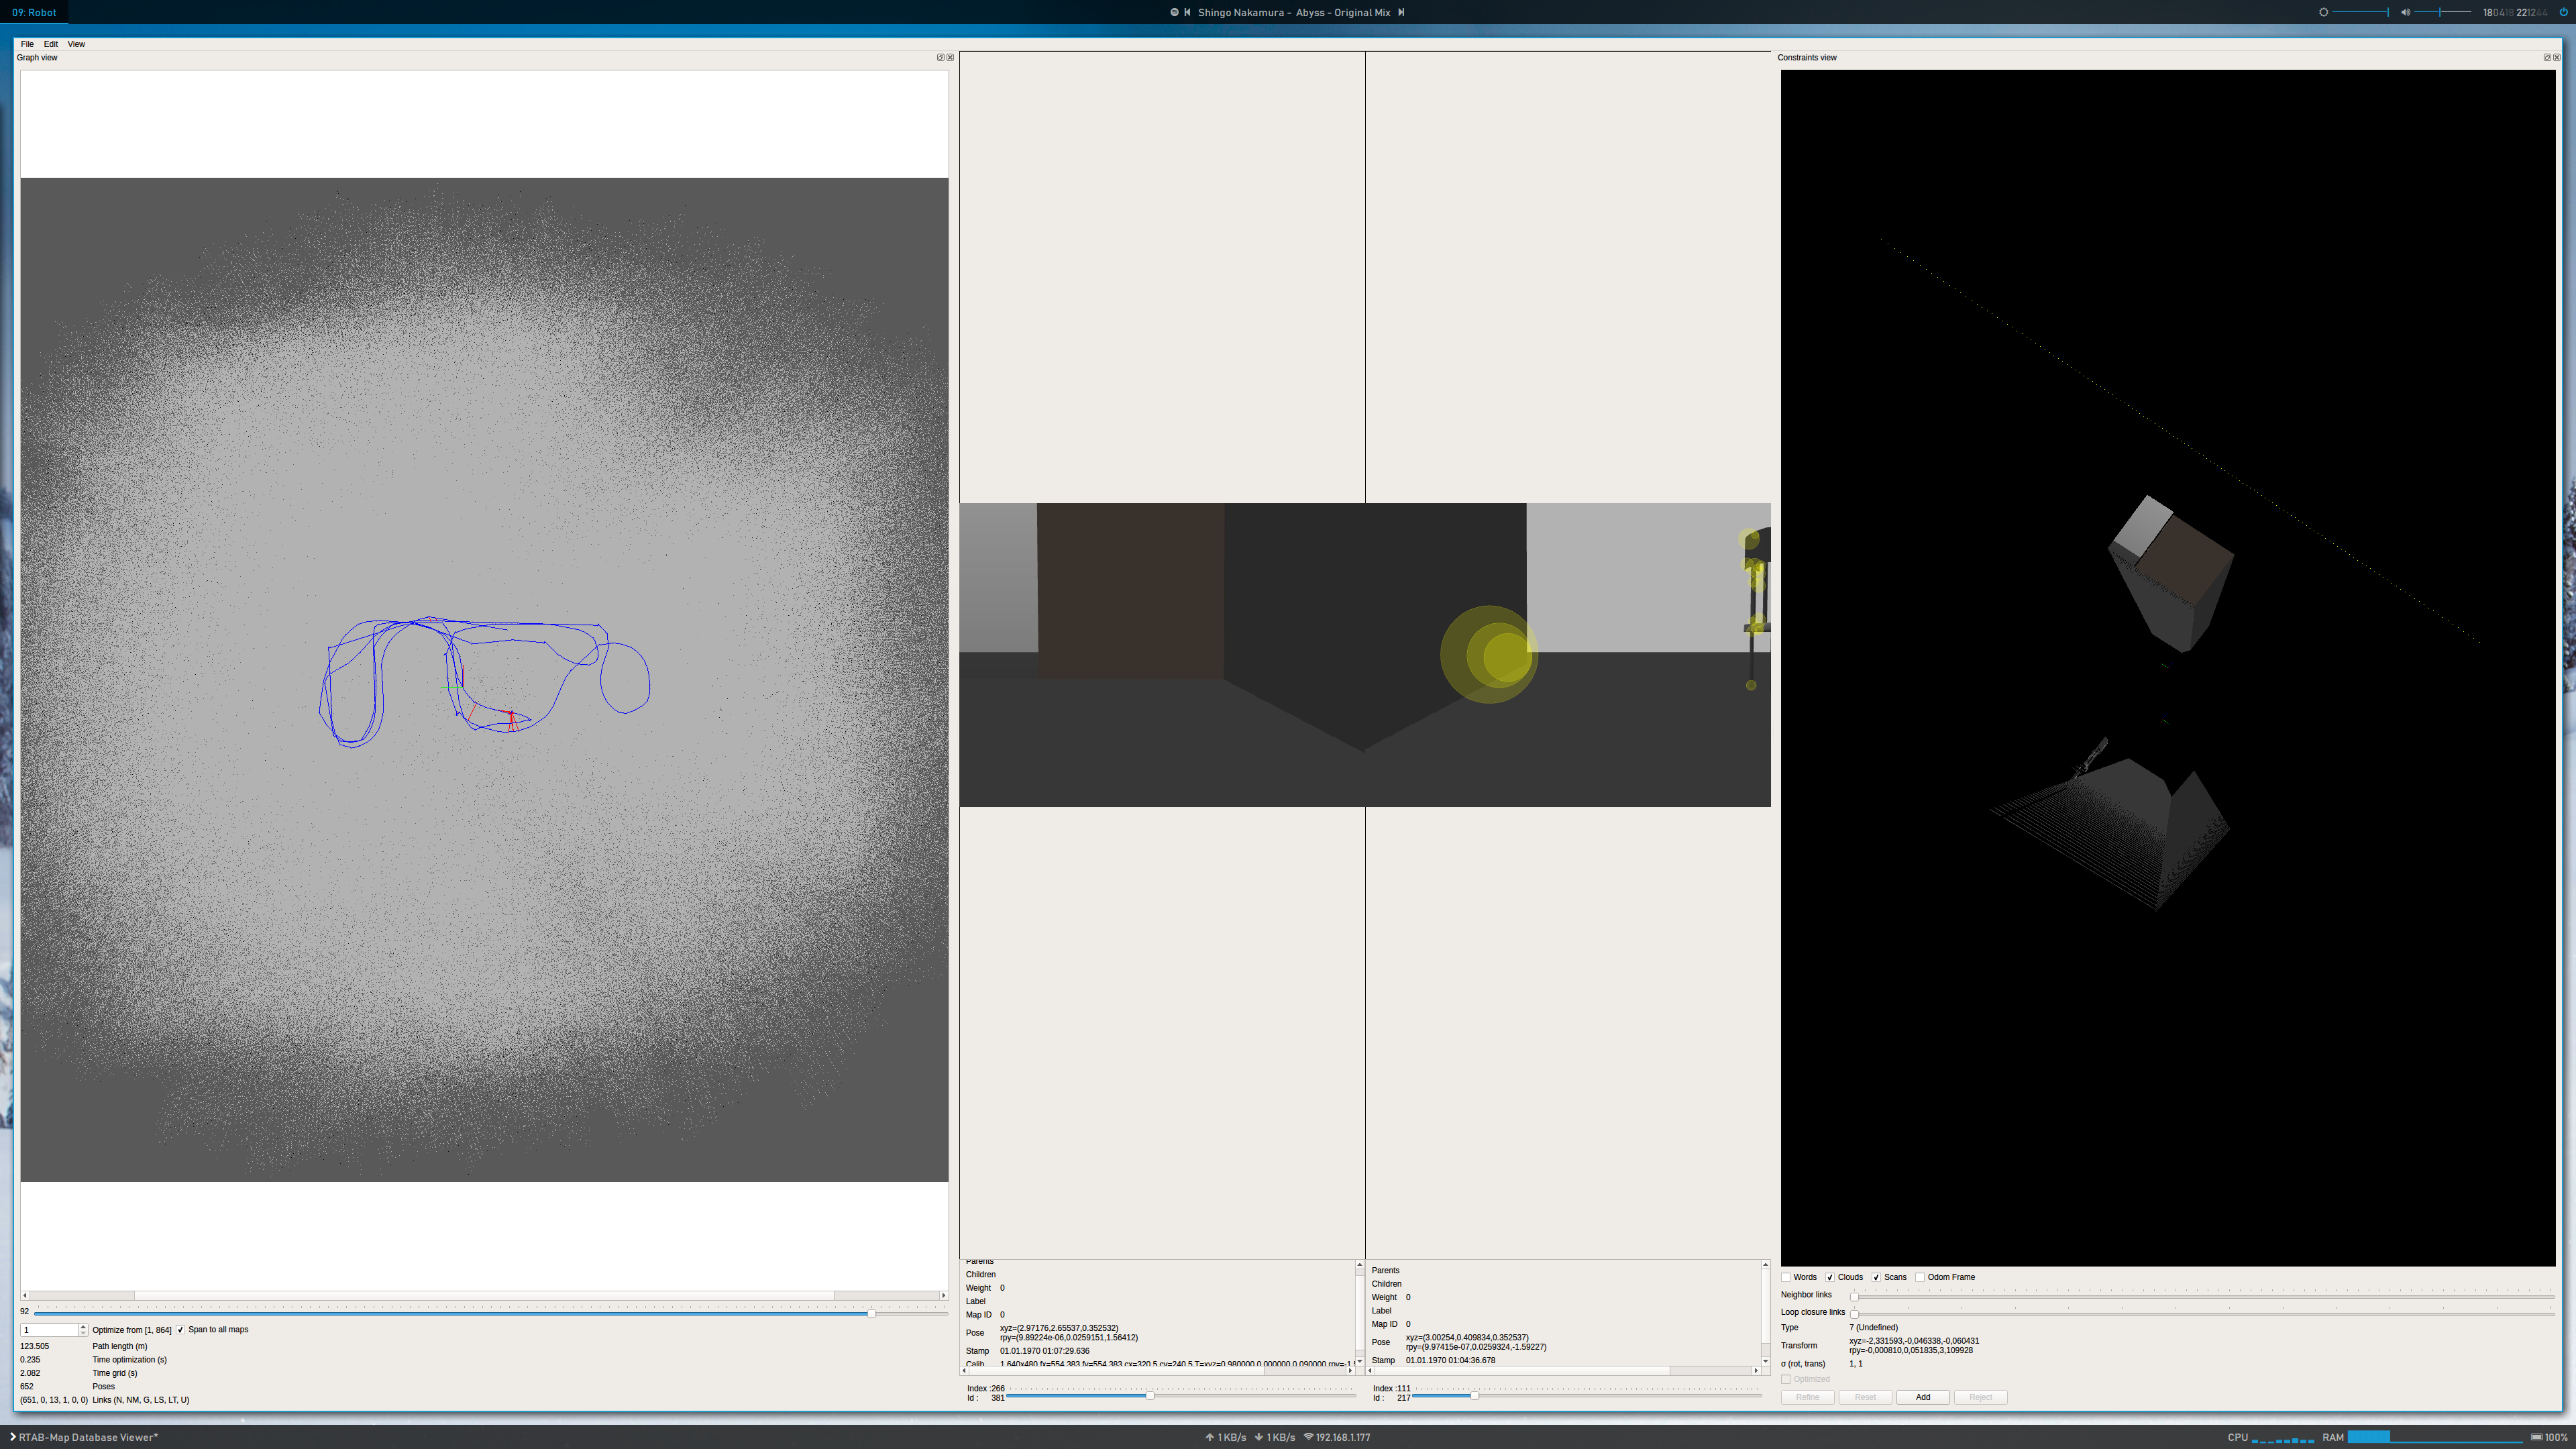 09: Robot
Shingo Nakamura - Abyss - Original Mix
180418 221244
File Edit View
Graph view
Constraints view
92
1 Optimize from [1, 864] Span to all maps
123.505 Path length (m)
0.235 Time optimization (s)
2.082 Time grid (s)
652 Poses
(651, 0, 13, 1, 0, 0) Links (N, NM, G, LS, LT, U)
Parents
Children
Weight 0
Label
Map ID 0
Pose xyz=(2.97176,2.65537,0.352532)
rpy=(9.89224e-06,0.0259151,1.56412)
Stamp 01.01.1970 01:07:29.636
Calib 1 640x480 fx=554.383 fy=554.383 cx=320.5 cy=240.5 T=xyz=0.980000 0.000000 0.090000 rpy=-1
Index :266
Id : 381
Parents
Children
Weight 0
Label
Map ID 0
Pose xyz=(3.00254,0.409834,0.352537)
rpy=(9.97415e-07,0.0259324,-1.59227)
Stamp 01.01.1970 01:04:36.678
Index :111
Id : 217
Words Clouds Scans Odom Frame
Neighbor links
Loop closure links
Type 7 (Undefined)
Transform xyz=-2,331593,-0,046338,-0,060431
rpy=-0,000810,0,051835,3,109928
σ (rot, trans) 1, 1
Optimized
Refine Reset Add Reject
RTAB-Map Database Viewer*
1 KB/s 1 KB/s 192.168.1.177
CPU RAM 100%